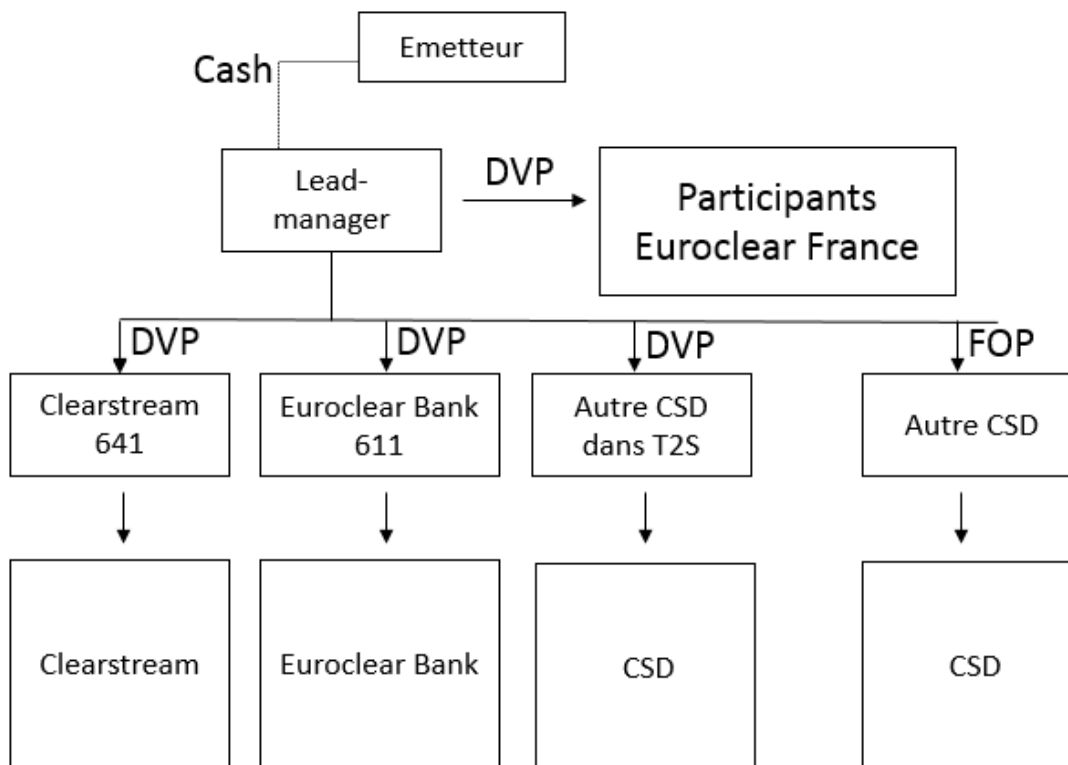 Emetteur
Cash
Lead-
manager
DVP
Participants
Euroclear France
DVP
DVP
DVP
FOP
Clearstream
641
Euroclear Bank
611
Autre CSD
dans T2S
Autre CSD
Clearstream
Euroclear Bank
CSD
CSD